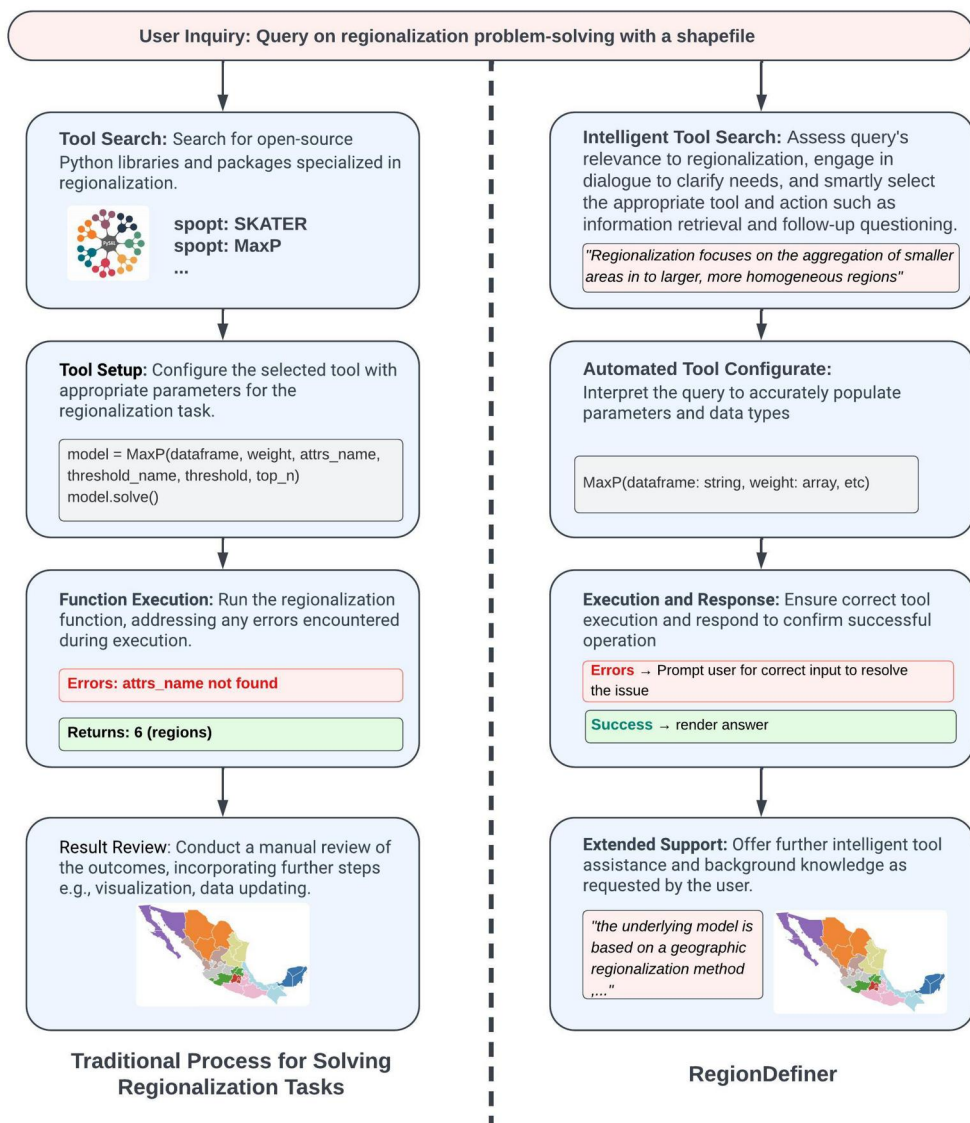 User Inquiry: Query on regionalization problem-solving with a shapefile
Tool Search: Search for open-source
Python libraries and packages specialized in
regionalization.
PySAL
spopt: SKATER
spopt: MaxP
...
Tool Setup: Configure the selected tool with
appropriate parameters for the
regionalization task.
model = MaxP(dataframe, weight, attrs_name,
threshold_name, threshold, top_n)
model.solve()
Function Execution: Run the regionalization
function, addressing any errors encountered
during execution.
Errors: attrs_name not found
Returns: 6 (regions)
Result Review: Conduct a manual review of
the outcomes, incorporating further steps
e.g., visualization, data updating.
Traditional Process for Solving
Regionalization Tasks
Intelligent Tool Search: Assess query's
relevance to regionalization, engage in
dialogue to clarify needs, and smartly select
the appropriate tool and action such as
information retrieval and follow-up questioning.
"Regionalization focuses on the aggregation of smaller
areas in to larger, more homogeneous regions"
Automated Tool Configurate:
Interpret the query to accurately populate
parameters and data types
MaxP(dataframe: string, weight: array, etc)
Execution and Response: Ensure correct tool
execution and respond to confirm successful
operation
Errors → Prompt user for correct input to resolve
the issue
Success → render answer
Extended Support: Offer further intelligent tool
assistance and background knowledge as
requested by the user.
"the underlying model is
based on a geographic
regionalization method
,..."
RegionDefiner